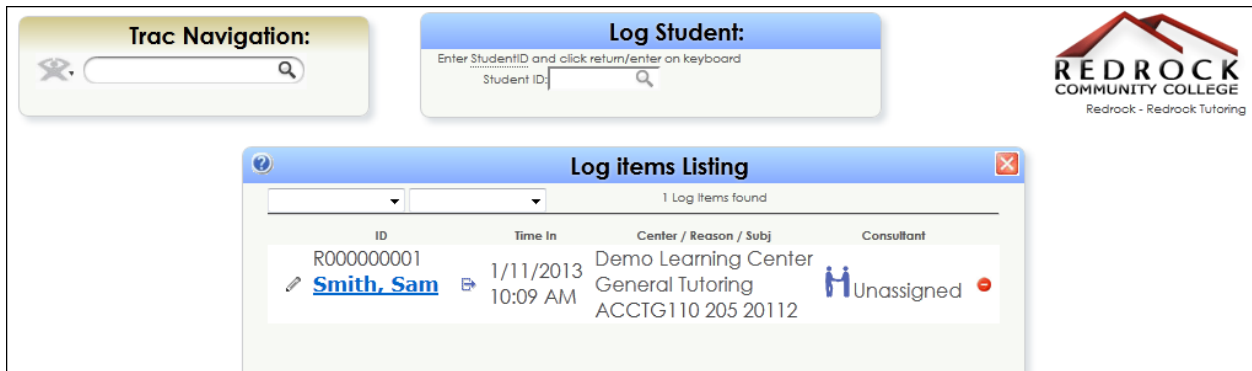 Trac Navigation:
Log Student:
Enter StudentID and click return/enter on keyboard
Student ID:
REDROCK
COMMUNITY COLLEGE
Redrock - Redrock Tutoring
Log items Listing
1 Log Items found
ID Time In Center / Reason / Subj Consultant
R000000001
Smith, Sam
1/11/2013
10:09 AM
Demo Learning Center
General Tutoring
ACCTG110 205 20112
Unassigned